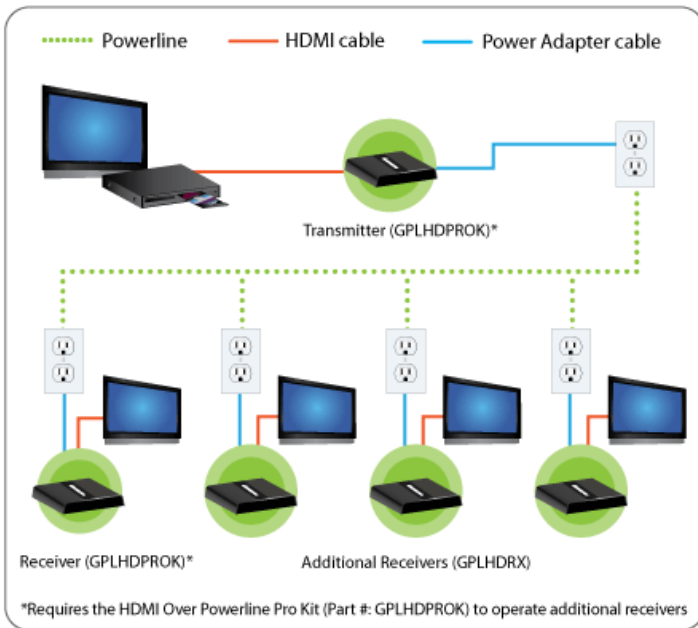 Powerline HDMI cable Power Adapter cable
Transmitter (GPLHDPROK)*
Receiver (GPLHDPROK)* Additional Receivers (GPLHDRX)
*Requires the HDMI Over Powerline Pro Kit (Part #: GPLHDPROK) to operate additional receivers